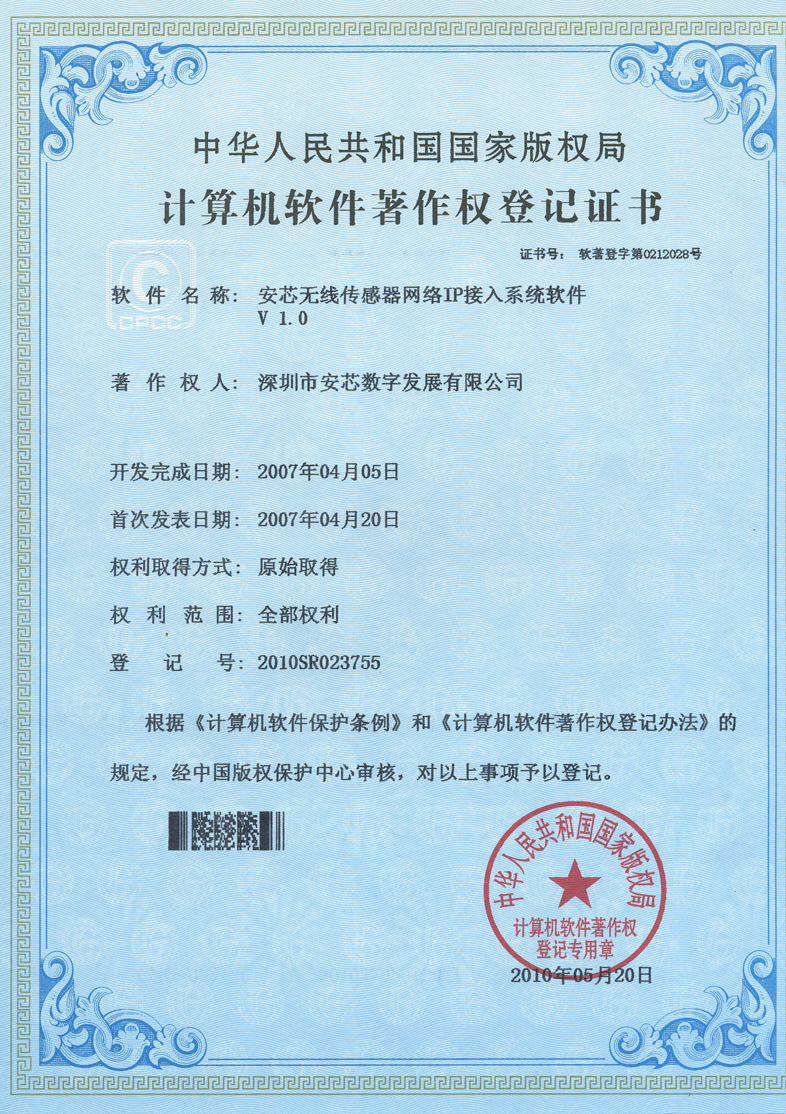 中华人民共和国国家版权局
计算机软件著作权登记证书
证书号： 软著登字第0212028号
CPCC
软件名称： 安芯无线传感器网络IP接入系统软件
V 1.0
著作权人： 深圳市安芯数字发展有限公司
开发完成日期： 2007年04月05日
首次发表日期： 2007年04月20日
权利取得方式： 原始取得
权利范围： 全部权利
登记号： 2010SR023755
根据《计算机软件保护条例》和《计算机软件著作权登记办法》的
规定，经中国版权保护中心审核，对以上事项予以登记。
中华人民共和国国家版权局
计算机软件著作权
登记专用章
2010年05月20日